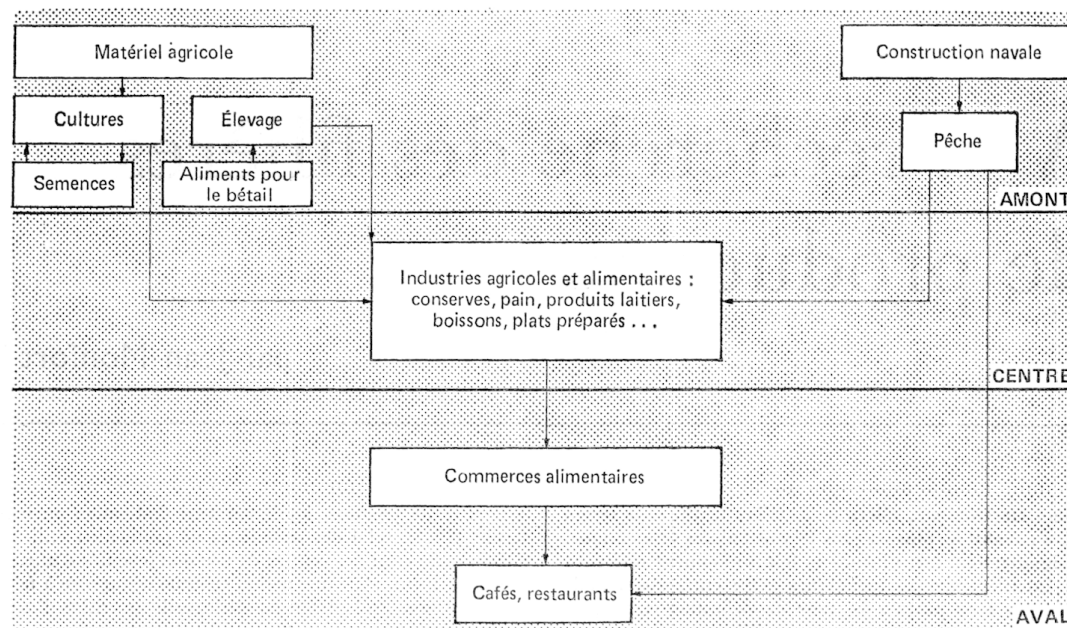 Matériel agricole
Construction navale
Cultures
Élevage
Pêche
Semences
Aliments pour
le bétail
AMONT
Industries agricoles et alimentaires :
conserves, pain, produits laitiers,
boissons, plats préparés ...
CENTRE
Commerces alimentaires
Cafés, restaurants
AVAL